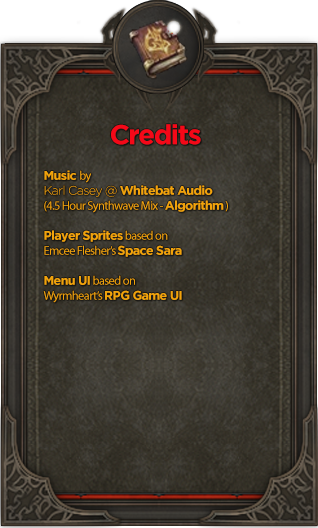 Credits
Music by
Karl Casey @ Whitebat Audio
(4.5 Hour Synthwave Mix - Algorithm )
Player Sprites based on
Emcee Flesher's Space Sara
Menu UI based on
Wyrmheart's RPG Game UI